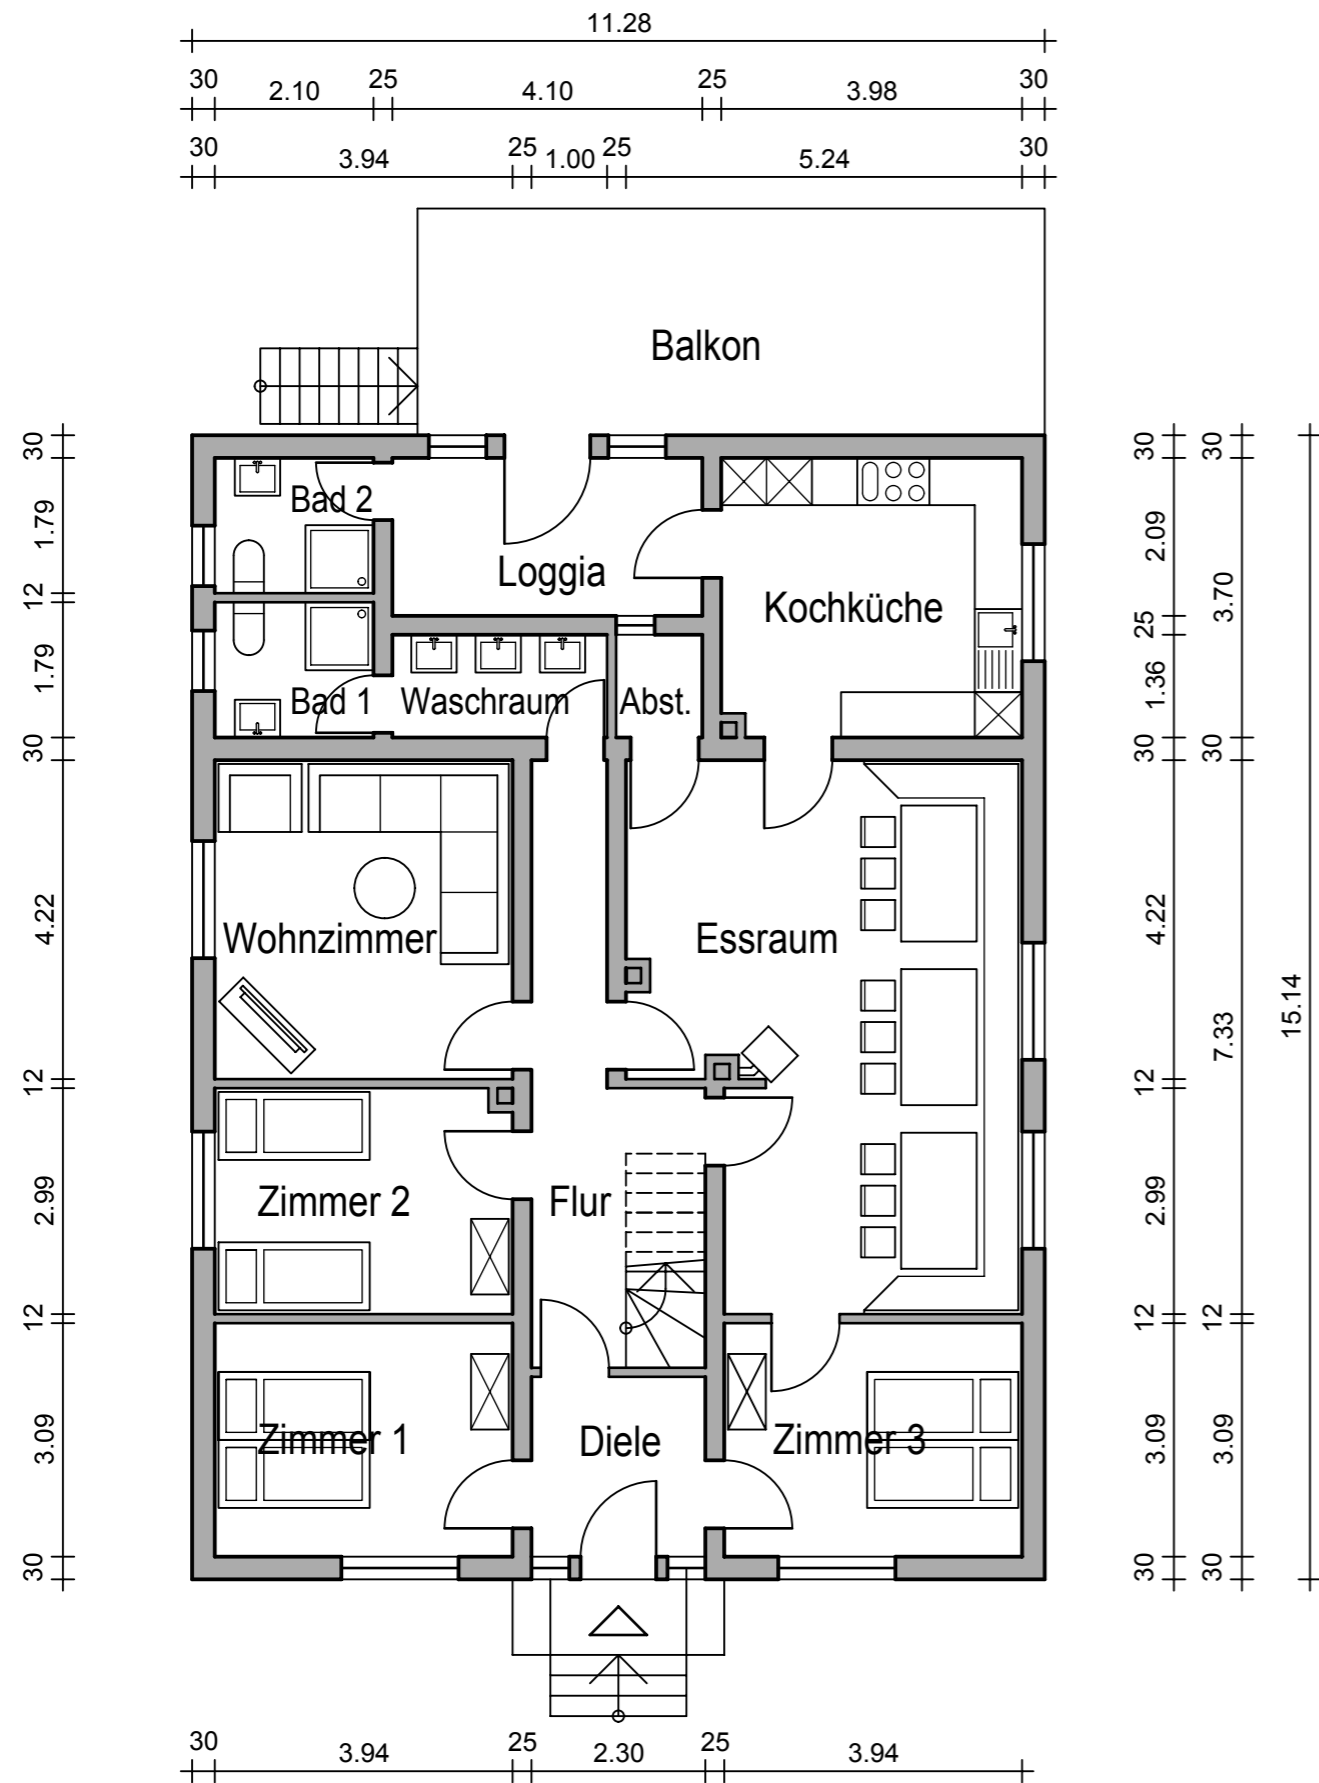 11.28
30 2.10 25 4.10 25 3.98 30
30 3.94 25 1.00 25 5.24 30
Balkon
Bad 2
Loggia
Kochküche
Bad 1
Waschraum
Abst.
Wohnzimmer
Essraum
Zimmer 2
Flur
Zimmer 1
Diele
Zimmer 3
30 1.79 12 1.79 30 4.22 12 2.99 12 3.09 30
30 2.09 25 1.36 30 4.22 12 2.99 12 3.09 30
30 3.70 30 7.33 12 3.09 30
15.14
30 3.94 25 2.30 25 3.94